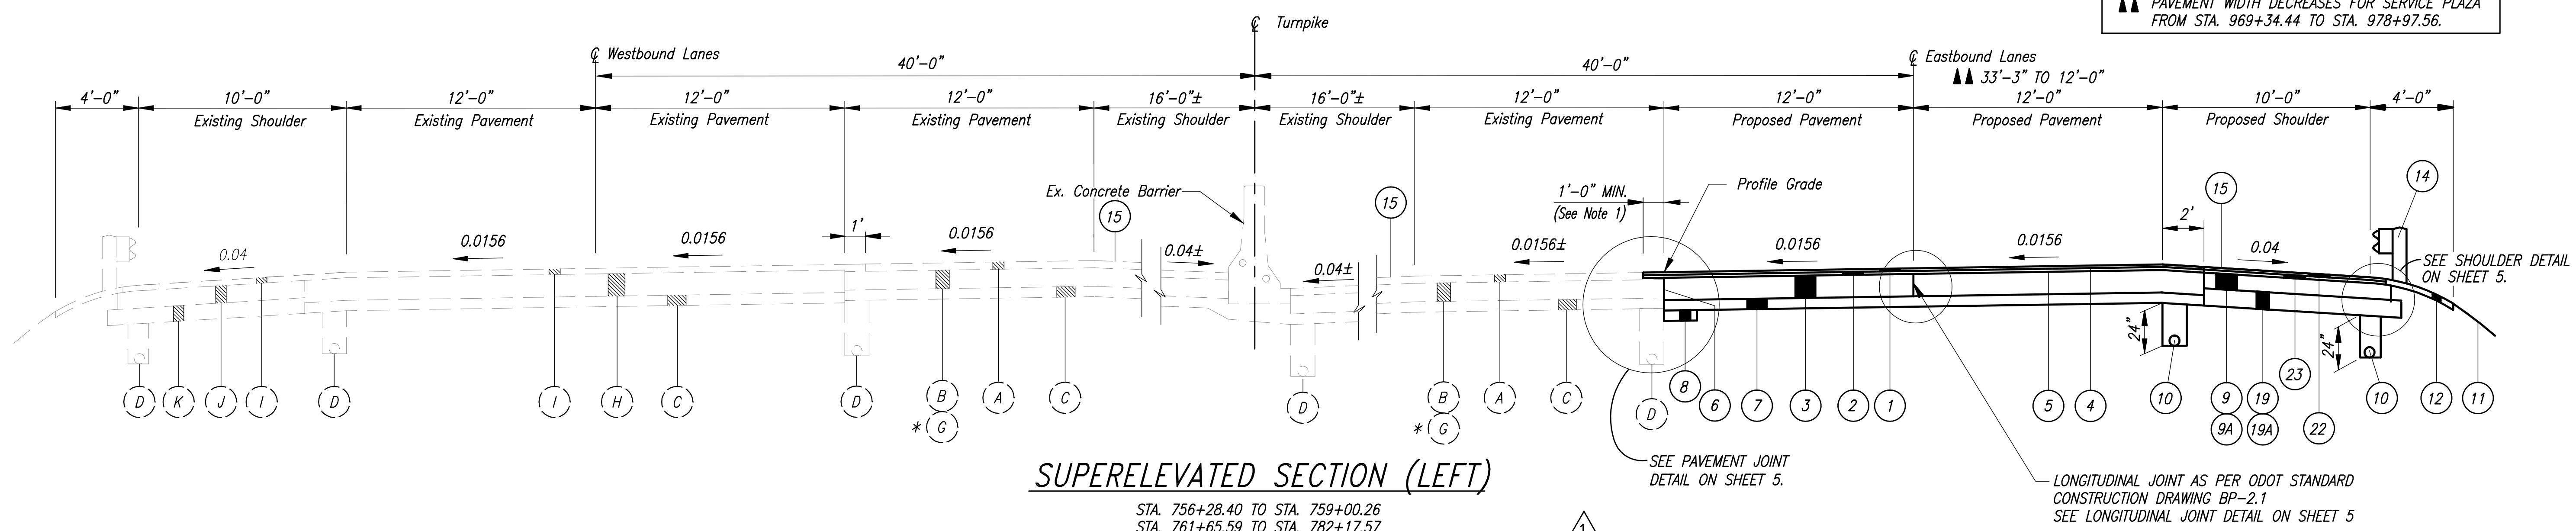 ▲▲ PAVEMENT WIDTH DECREASES FOR SERVICE PLAZA
FROM STA. 969+34.44 TO STA. 978+97.56.
℄ Turnpike
℄ Westbound Lanes
℄ Eastbound Lanes
40'-0" 40'-0"
▲▲ 33'-3" TO 12'-0"
4'-0" 10'-0" 12'-0" 12'-0" 12'-0" 16'-0"± 16'-0"± 12'-0" 12'-0" 12'-0" 10'-0" 4'-0"
Existing Shoulder Existing Pavement Existing Pavement Existing Pavement Existing Shoulder Existing Shoulder Existing Pavement Proposed Pavement Proposed Pavement Proposed Shoulder
Ex. Concrete Barrier
1'-0" MIN.
(See Note 1)
Profile Grade
15 15 15 14
1' 2'
0.04 0.0156 0.0156 0.0156 0.04± 0.04± 0.0156± 0.0156 0.0156 0.04
SEE SHOULDER DETAIL
ON SHEET 5.
24" 24"
D K J I D I H C D B A C D B A C D 8 6 7 3 2 1 5 4 10 9 19 23 22 10 12 11
* G * G 9A 19A
SUPERELEVATED SECTION (LEFT)
SEE PAVEMENT JOINT
DETAIL ON SHEET 5.
LONGITUDINAL JOINT AS PER ODOT STANDARD
CONSTRUCTION DRAWING BP-2.1
SEE LONGITUDINAL JOINT DETAIL ON SHEET 5
STA. 756+28.40 TO STA. 759+00.26
STA. 761+65.59 TO STA. 782+17.57
1